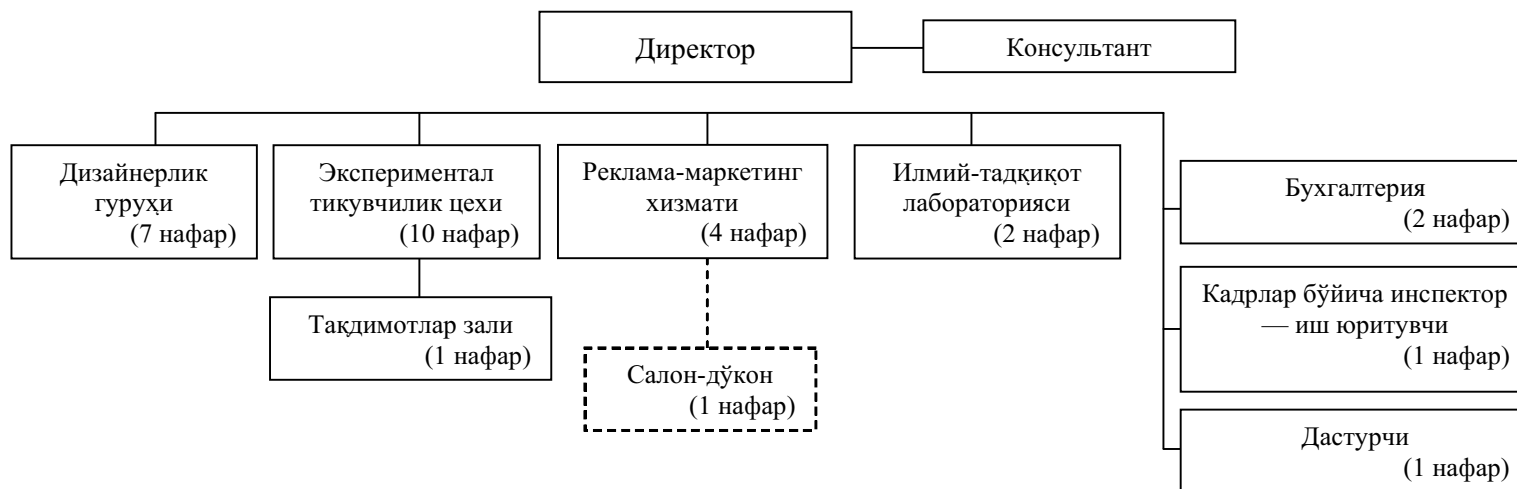 Директор
Консультант
Дизайнерлик
гуруҳи
(7 нафар)
Экспериментал
тикувчилик цехи
(10 нафар)
Реклама-маркетинг
хизмати
(4 нафар)
Илмий-тадқиқот
лабораторияси
(2 нафар)
Бухгалтерия
(2 нафар)
Кадрлар бўйича инспектор
— иш юритувчи
(1 нафар)
Тақдимотлар зали
(1 нафар)
Салон-дўкон
(1 нафар)
Дастурчи
(1 нафар)